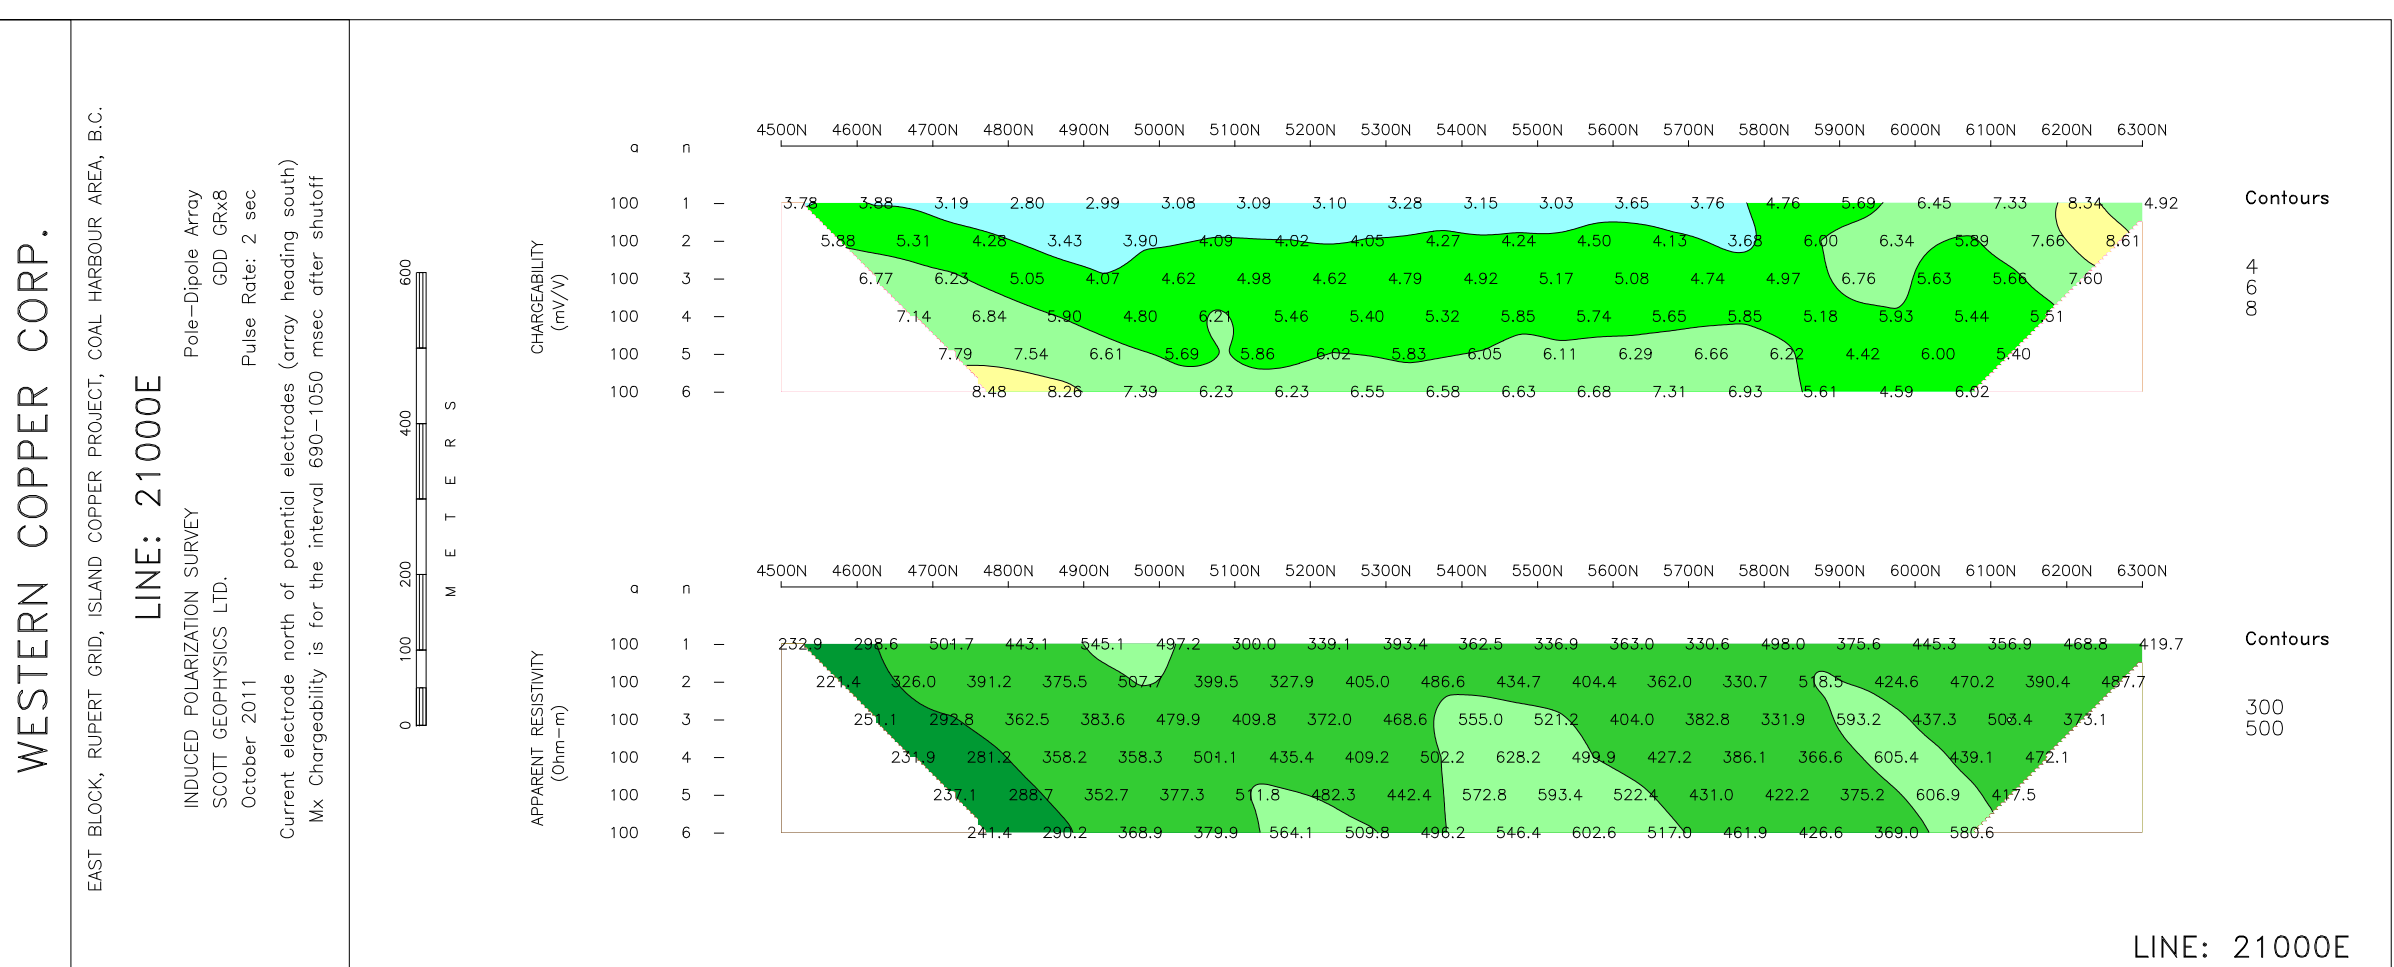 WESTERN COPPER CORP.
EAST BLOCK, RUPERT GRID, ISLAND COPPER PROJECT, COAL HARBOUR AREA, B.C.
LINE: 21000E
INDUCED POLARIZATION SURVEY Pole-Dipole Array
SCOTT GEOPHYSICS LTD. GDD GRx8
October 2011 Pulse Rate: 2 sec
Current electrode north of potential electrodes (array heading south)
Mx Chargeability is for the interval 690-1050 msec after shutoff
0 100 200 400 600
METERS
4500N 4600N 4700N 4800N 4900N 5000N 5100N 5200N 5300N 5400N 5500N 5600N 5700N 5800N 5900N 6000N 6100N 6200N 6300N
a n
CHARGEABILITY
(mV/V)
100 1 – 3.78 3.88 3.19 2.80 2.99 3.08 3.09 3.10 3.28 3.15 3.03 3.65 3.76 4.76 5.69 6.45 7.33 8.34 4.92
100 2 – 5.88 5.31 4.28 3.43 3.90 4.09 4.02 4.05 4.27 4.24 4.50 4.13 3.68 6.00 6.34 5.89 7.66 8.61
100 3 – 6.77 6.23 5.05 4.07 4.62 4.98 4.62 4.79 4.92 5.17 5.08 4.74 4.97 6.76 5.63 5.66 7.60
100 4 – 7.14 6.84 5.90 4.80 6.21 5.46 5.40 5.32 5.85 5.74 5.65 5.85 5.18 5.93 5.44 5.51
100 5 – 7.79 7.54 6.61 5.69 5.86 6.02 5.83 6.05 6.11 6.29 6.66 6.22 4.42 6.00 5.40
100 6 – 8.48 8.26 7.39 6.23 6.23 6.55 6.58 6.63 6.68 7.31 6.93 5.61 4.59 6.02
Contours
4
6
8
4500N 4600N 4700N 4800N 4900N 5000N 5100N 5200N 5300N 5400N 5500N 5600N 5700N 5800N 5900N 6000N 6100N 6200N 6300N
a n
APPARENT RESISTIVITY
(Ohm-m)
100 1 – 232.9 298.6 501.7 443.1 545.1 497.2 300.0 339.1 393.4 362.5 336.9 363.0 330.6 498.0 375.6 445.3 356.9 468.8 419.7
100 2 – 221.4 326.0 391.2 375.5 507.7 399.5 327.9 405.0 486.6 434.7 404.4 362.0 330.7 518.5 424.6 470.2 390.4 487.7
100 3 – 251.1 292.8 362.5 383.6 479.9 409.8 372.0 468.6 555.0 521.2 404.0 382.8 331.9 593.2 437.3 503.4 373.1
100 4 – 231.9 281.2 358.2 358.3 501.1 435.4 409.2 502.2 628.2 499.9 427.2 386.1 366.6 605.4 439.1 472.1
100 5 – 237.1 288.7 352.7 377.3 511.8 482.3 442.4 572.8 593.4 522.4 431.0 422.2 375.2 606.9 417.5
100 6 – 241.4 290.2 368.9 379.9 564.1 509.8 496.2 546.4 602.6 517.0 461.9 426.6 369.0 580.6
Contours
300
500
LINE: 21000E